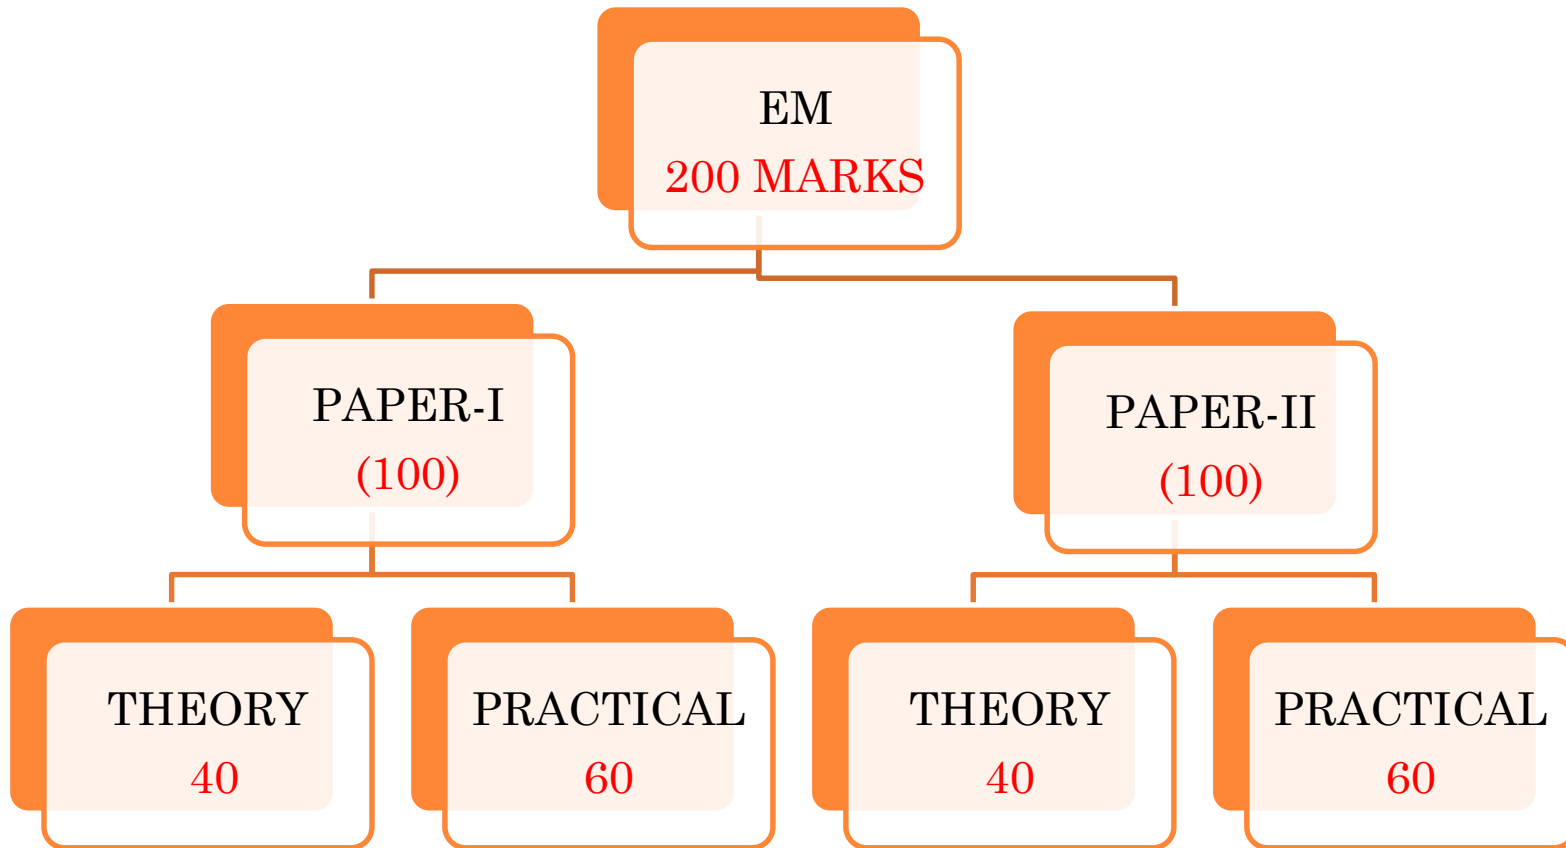 EM
200 MARKS
PAPER-I
(100)
PAPER-II
(100)
THEORY
40
PRACTICAL
60
THEORY
40
PRACTICAL
60